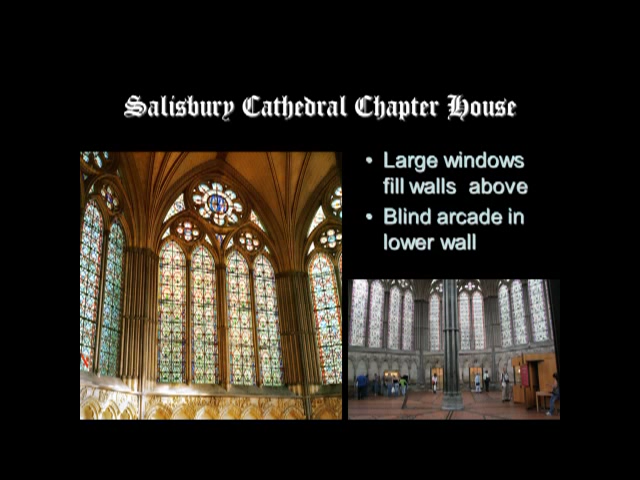 Salisbury Cathedral Chapter House
• Large windows
fill walls above
• Blind arcade in
lower wall